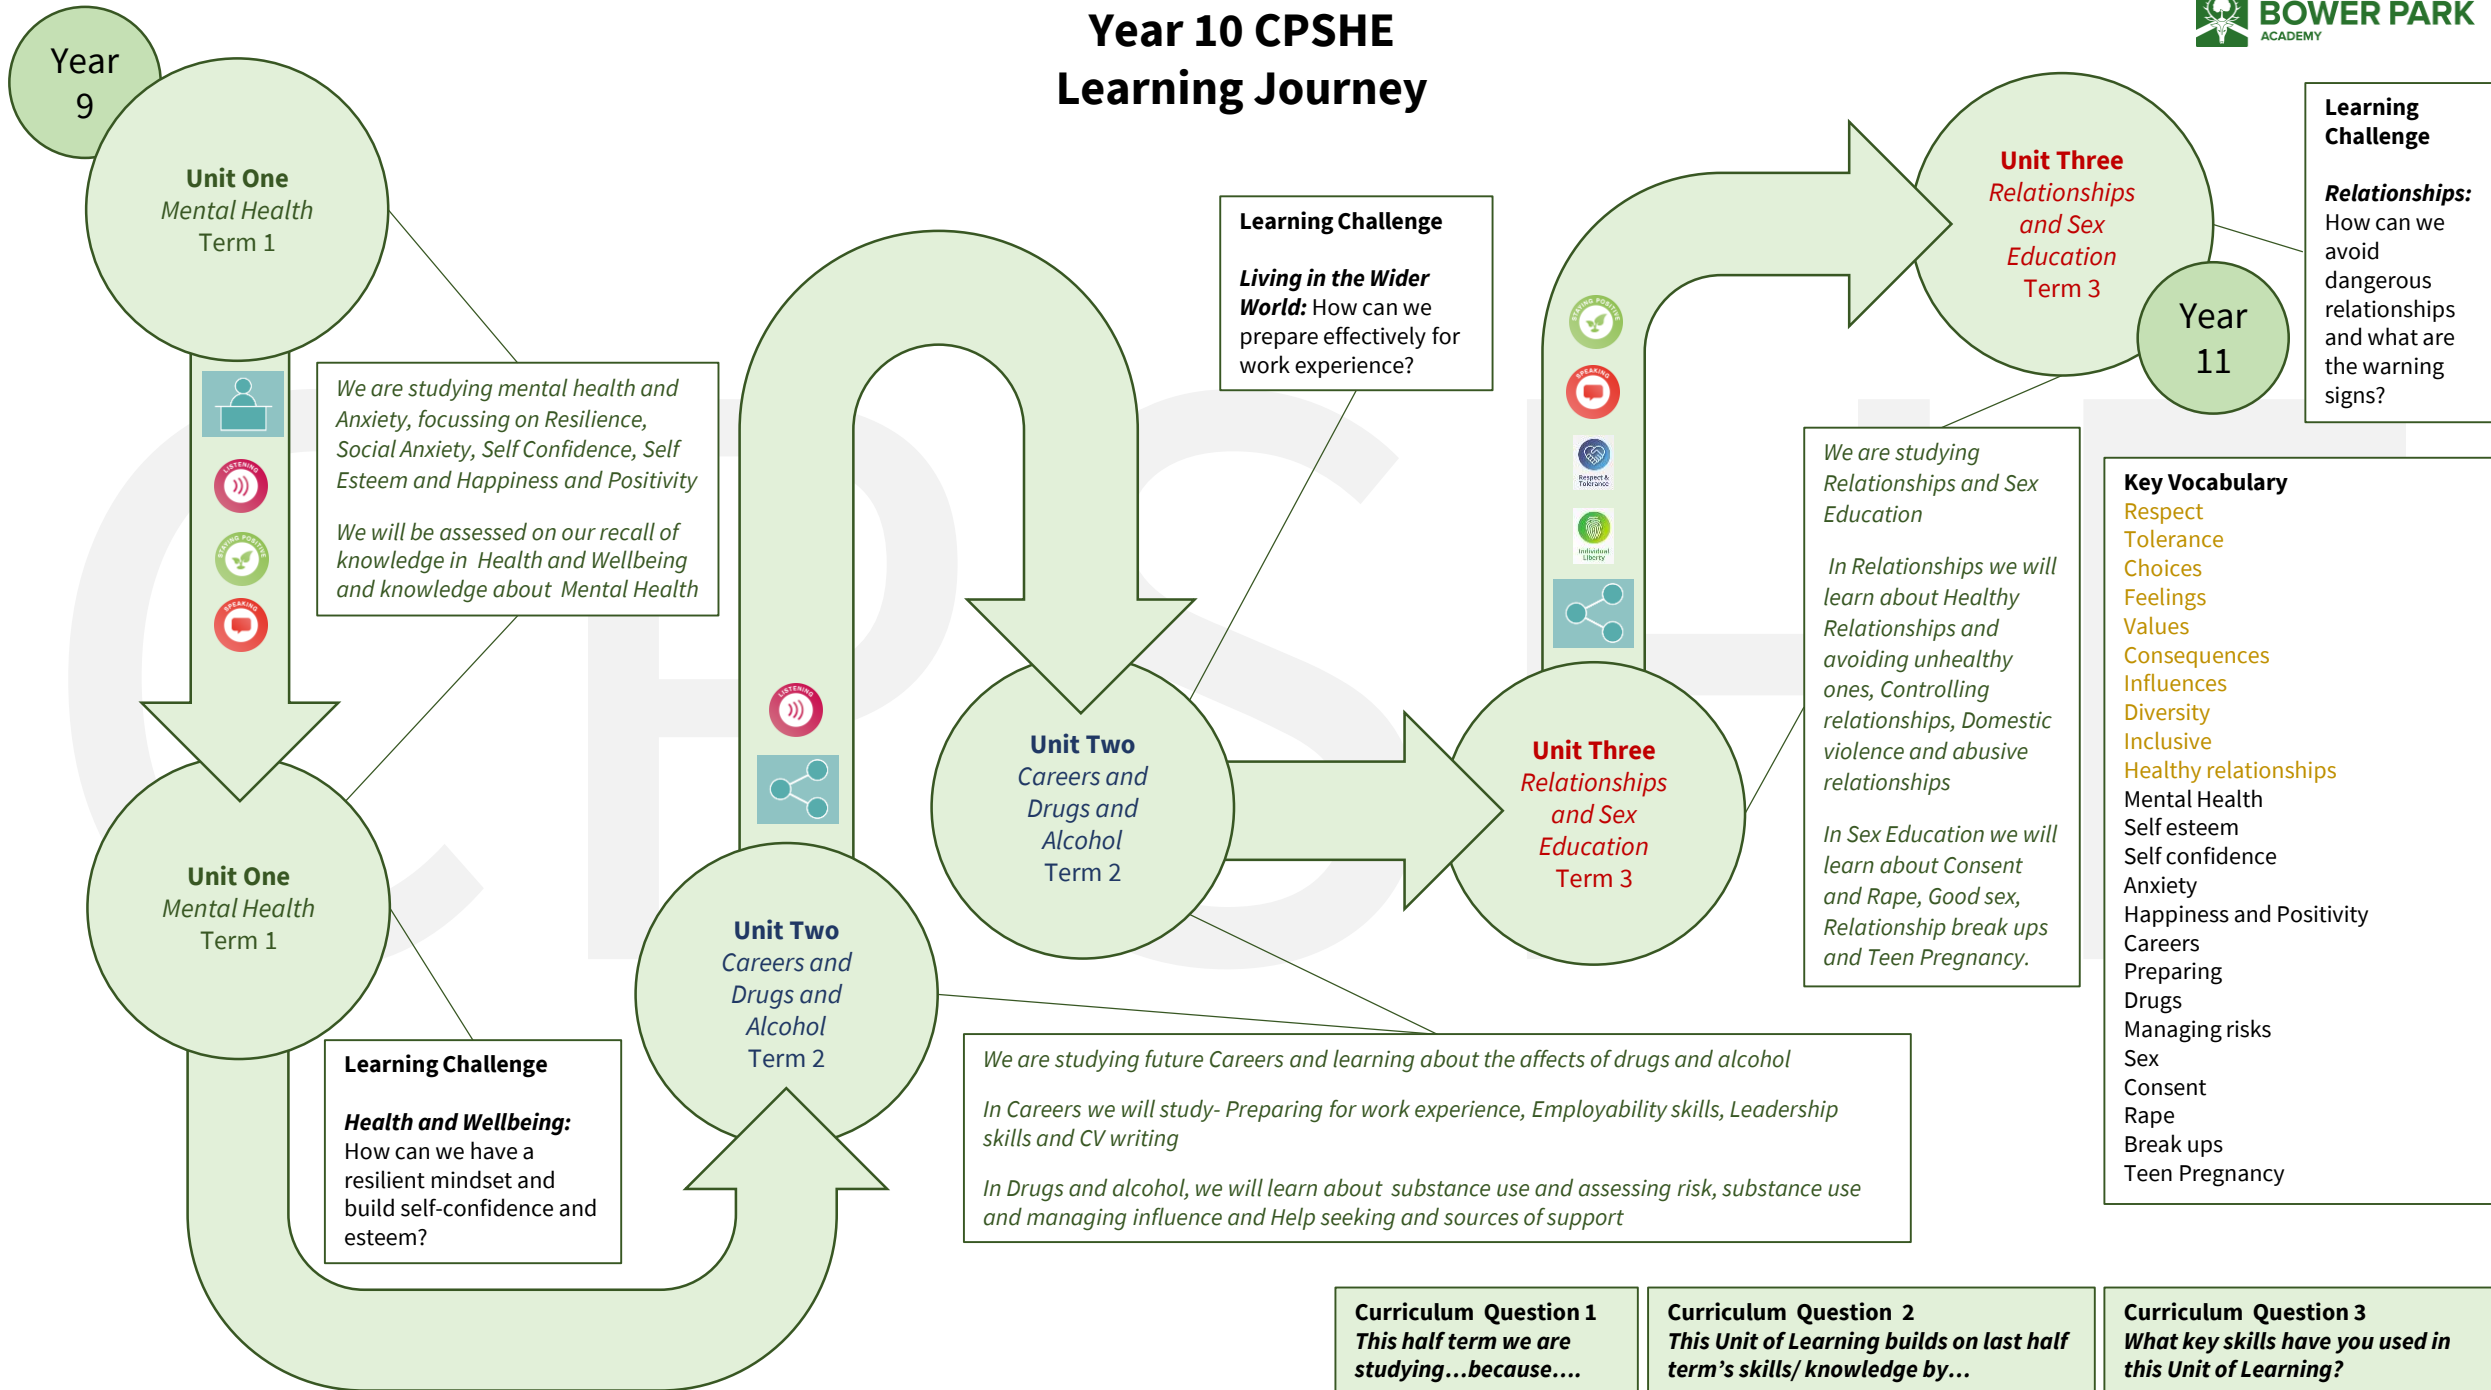 Year 10 CPSHE
Learning Journey
BOWER PARK
ACADEMY
Year
9
Unit One
Mental Health
Term 1
LISTENING
STAYING POSITIVE
SPEAKING
We are studying mental health and
Anxiety, focussing on Resilience,
Social Anxiety, Self Confidence, Self
Esteem and Happiness and Positivity
We will be assessed on our recall of
knowledge in Health and Wellbeing
and knowledge about Mental Health
Unit One
Mental Health
Term 1
Learning Challenge
Health and Wellbeing:
How can we have a
resilient mindset and
build self-confidence and
esteem?
Unit Two
Careers and
Drugs and
Alcohol
Term 2
LISTENING
Unit Two
Careers and
Drugs and
Alcohol
Term 2
Learning Challenge
Living in the Wider
World: How can we
prepare effectively for
work experience?
We are studying future Careers and learning about the affects of drugs and alcohol
In Careers we will study- Preparing for work experience, Employability skills, Leadership
skills and CV writing
In Drugs and alcohol, we will learn about substance use and assessing risk, substance use
and managing influence and Help seeking and sources of support
Unit Three
Relationships
and Sex
Education
Term 3
STAYING POSITIVE
SPEAKING
Respect &
Tolerance
Individual
Liberty
Unit Three
Relationships
and Sex
Education
Term 3
Year
11
We are studying
Relationships and Sex
Education
In Relationships we will
learn about Healthy
Relationships and
avoiding unhealthy
ones, Controlling
relationships, Domestic
violence and abusive
relationships
In Sex Education we will
learn about Consent
and Rape, Good sex,
Relationship break ups
and Teen Pregnancy.
Learning
Challenge
Relationships:
How can we
avoid
dangerous
relationships
and what are
the warning
signs?
Key Vocabulary
Respect
Tolerance
Choices
Feelings
Values
Consequences
Influences
Diversity
Inclusive
Healthy relationships
Mental Health
Self esteem
Self confidence
Anxiety
Happiness and Positivity
Careers
Preparing
Drugs
Managing risks
Sex
Consent
Rape
Break ups
Teen Pregnancy
Curriculum Question 1
This half term we are
studying...because....
Curriculum Question 2
This Unit of Learning builds on last half
term's skills/ knowledge by...
Curriculum Question 3
What key skills have you used in
this Unit of Learning?
CPSHE